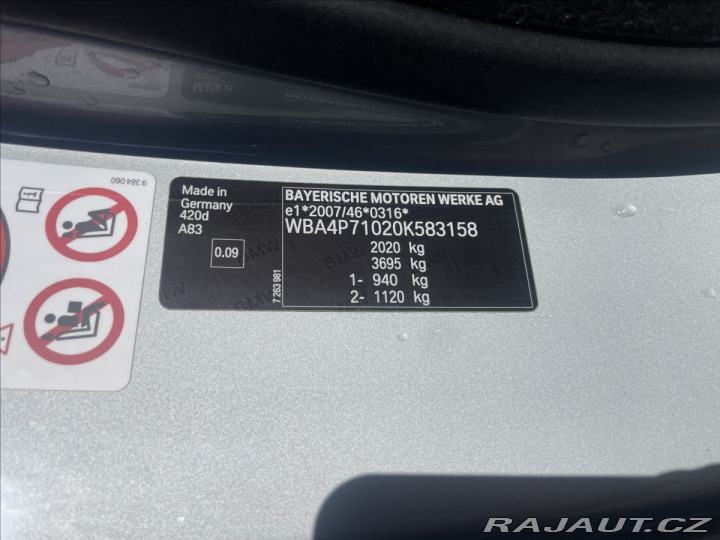 9 384 060
Made in
Germany
420d
A83
0.09
7 263 981
BAYERISCHE MOTOREN WERKE AG
e1*2007/46*0316*
WBA4P71020K583158
2020 kg
3695 kg
1- 940 kg
2- 1120 kg
RAJAUT.CZ